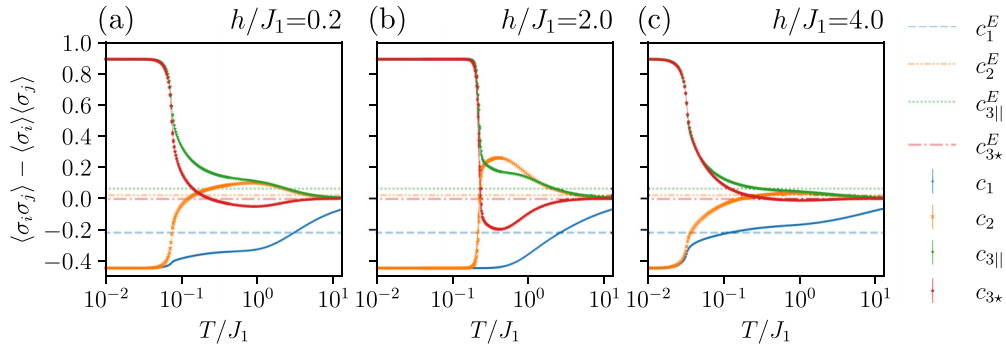 (a) h/J₁=0.2
(b) h/J₁=2.0
(c) h/J₁=4.0
⟨σᵢσⱼ⟩ − ⟨σᵢ⟩⟨σⱼ⟩
1.0
0.8
0.6
0.4
0.2
0.0
−0.2
−0.4
10⁻² 10⁻¹ 10⁰ 10¹
10⁻² 10⁻¹ 10⁰ 10¹
10⁻² 10⁻¹ 10⁰ 10¹
T/J₁
T/J₁
T/J₁
c₁ᴱ
c₂ᴱ
c₃||ᴱ
c₃⋆ᴱ
c₁
c₂
c₃||
c₃⋆